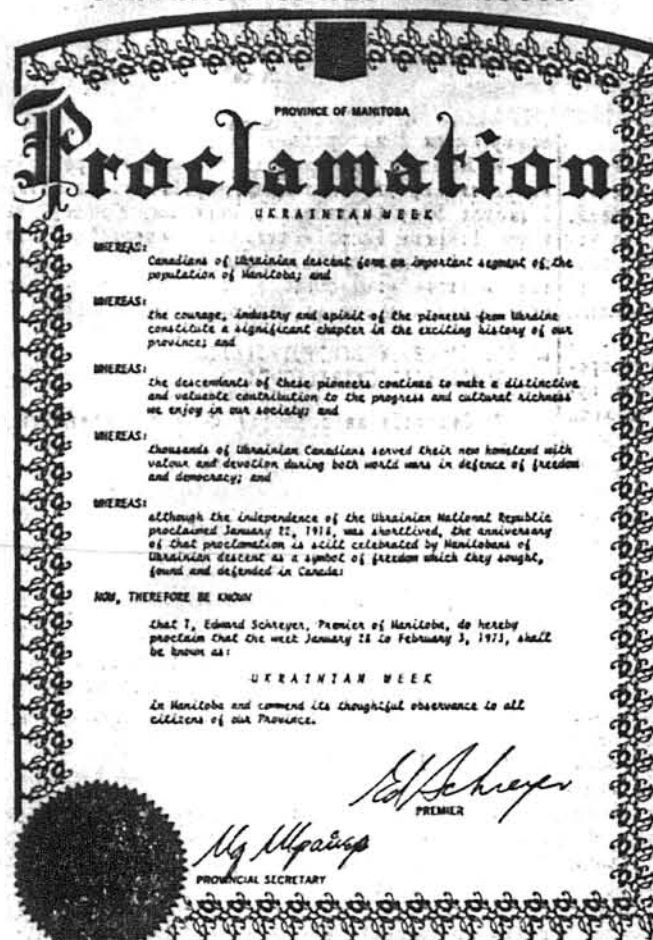 PROVINCE OF MANITOBA
Proclamation
UKRAINIAN WEEK
WHEREAS:
Canadians of Ukrainian descent form an important segment of the
population of Manitoba; and
WHEREAS:
the courage, industry and spirit of the pioneers from Ukraine
constitute a significant chapter in the exciting history of our
province; and
WHEREAS:
the descendants of these pioneers continue to make a distinctive
and valuable contribution to the progress and cultural richness
we enjoy in our society; and
WHEREAS:
thousands of Ukrainian Canadians served their new homeland with
valour and devotion during both world wars in defence of freedom
and democracy; and
WHEREAS:
although the independence of the Ukrainian National Republic
proclaimed January 22, 1918, was shortlived, the anniversary
of that proclamation is still celebrated by Manitobans of
Ukrainian descent as a symbol of freedom which they sought,
found and defended in Canada:
NOW, THEREFORE BE KNOWN
that I, Edward Schreyer, Premier of Manitoba, do hereby
proclaim that the week January 28 to February 3, 1973, shall
be known as:
UKRAINIAN WEEK
in Manitoba and commend its thoughtful observance to all
citizens of our Province.
Ed Schreyer
PREMIER
PROVINCIAL SECRETARY